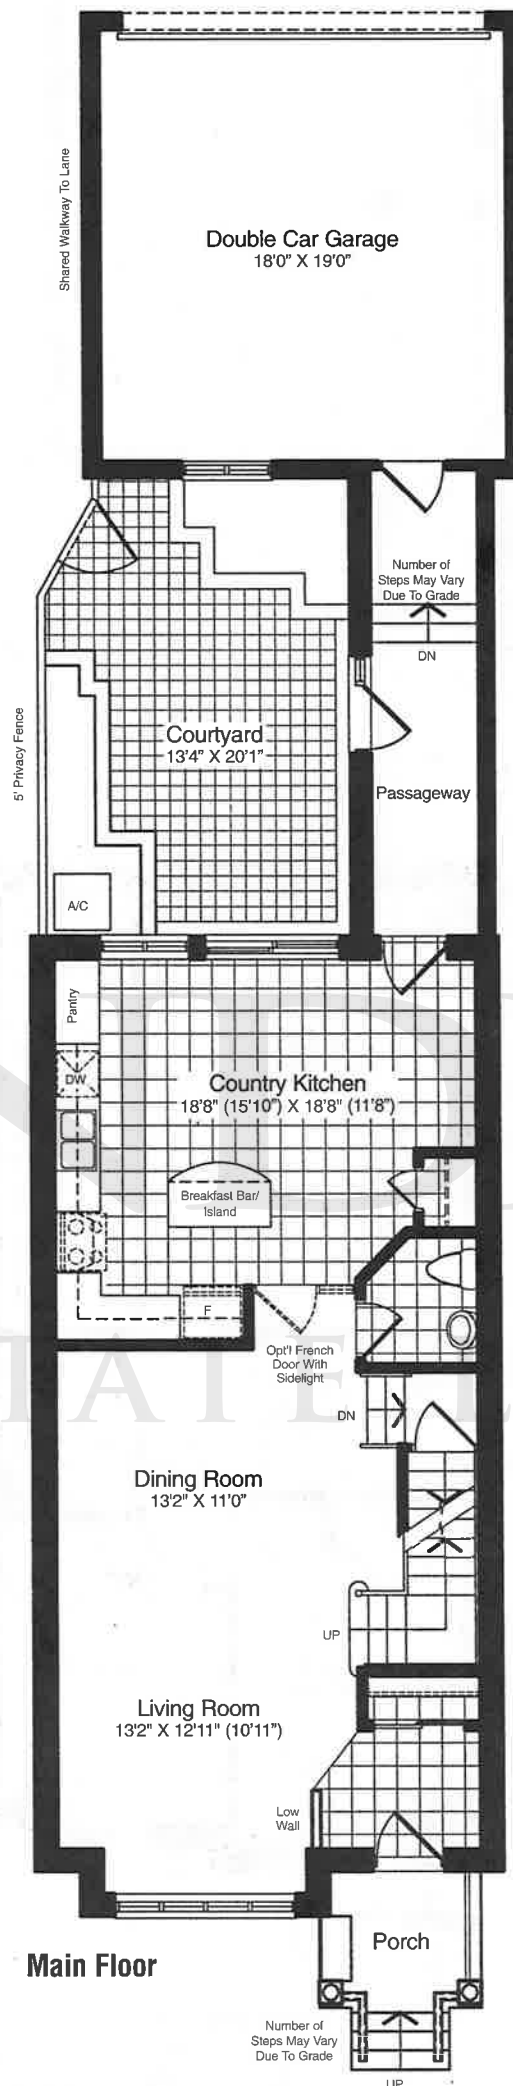 Shared Walkway To Lane
Double Car Garage
18'0" X 19'0"
Number of
Steps May Vary
Due To Grade
DN
5' Privacy Fence
Courtyard
13'4" X 20'1"
Passageway
A/C
Pantry
DW
Country Kitchen
18'8" (15'10") X 18'8" (11'8")
Breakfast Bar/
Island
F
Opt'l French
Door With
Sidelight
DN
Dining Room
13'2" X 11'0"
UP
Living Room
13'2" X 12'11" (10'11")
Low
Wall
Porch
Main Floor
Number of
Steps May Vary
Due To Grade
UP